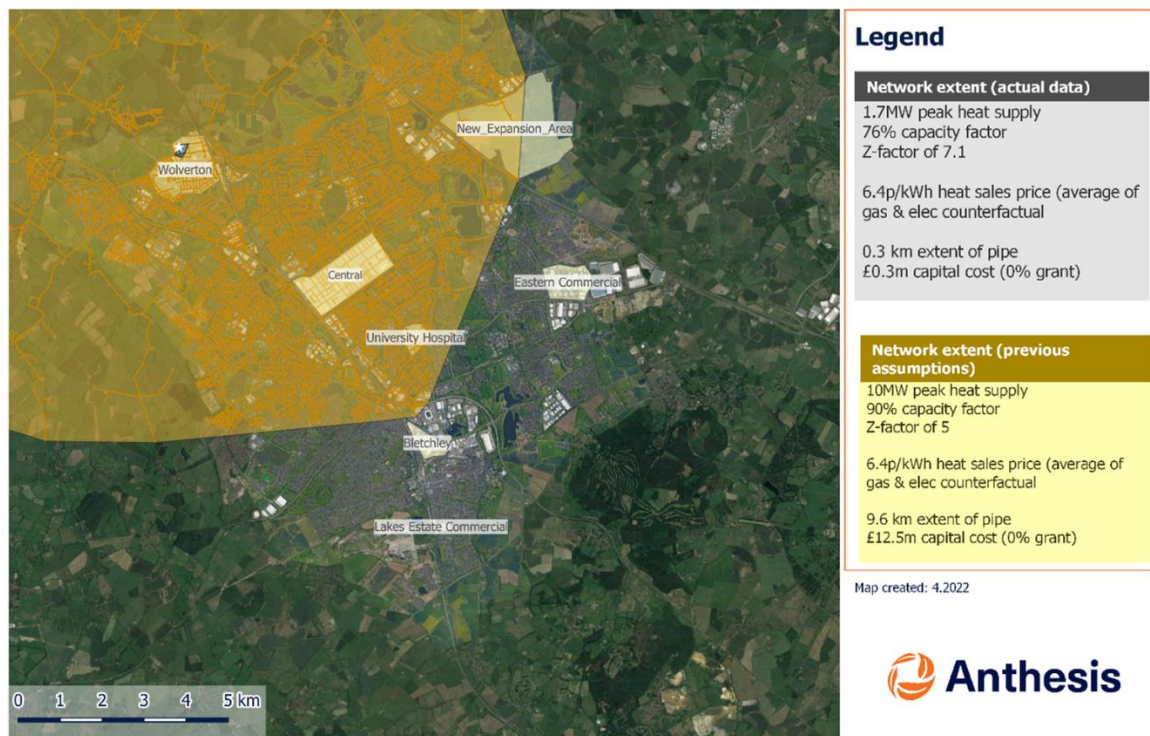 Legend
Network extent (actual data)
1.7MW peak heat supply
76% capacity factor
Z-factor of 7.1
6.4p/kWh heat sales price (average of
gas & elec counterfactual
0.3 km extent of pipe
£0.3m capital cost (0% grant)
Network extent (previous
assumptions)
10MW peak heat supply
90% capacity factor
Z-factor of 5
6.4p/kWh heat sales price (average of
gas & elec counterfactual
9.6 km extent of pipe
£12.5m capital cost (0% grant)
Map created: 4.2022
Anthesis
New_Expansion_Area
Wolverton
Central
Eastern Commercial
University Hospital
Bletchley
Lakes Estate Commercial
0 1 2 3 4 5 km